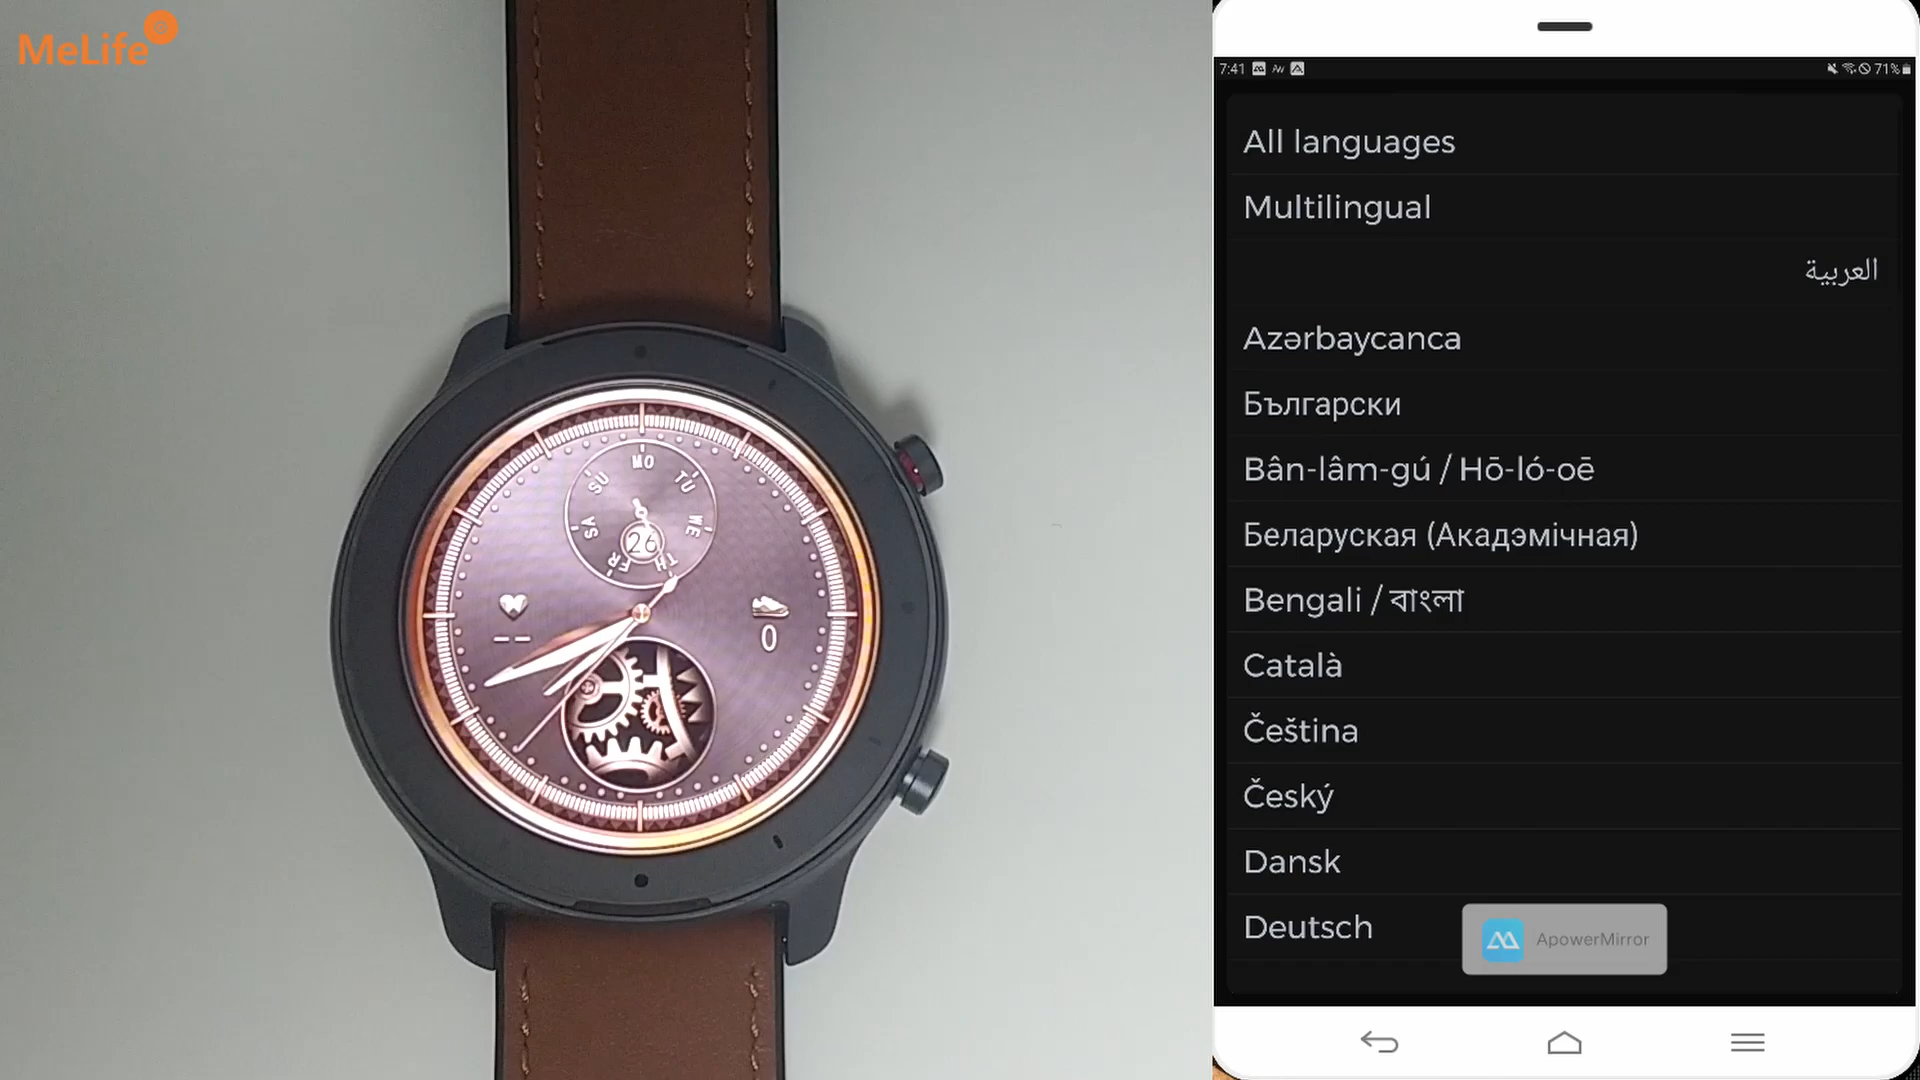 MeLife e
MO
TU
WE
TH
FR
SA
SU
26
0
7:41
71%
All languages
Multilingual
العربية
Azərbaycanca
Български
Bân-lâm-gú / Hō-ló-oē
Беларуская (Акадэмічная)
Bengali / বাংলা
Català
Čeština
Český
Dansk
Deutsch
ApowerMirror